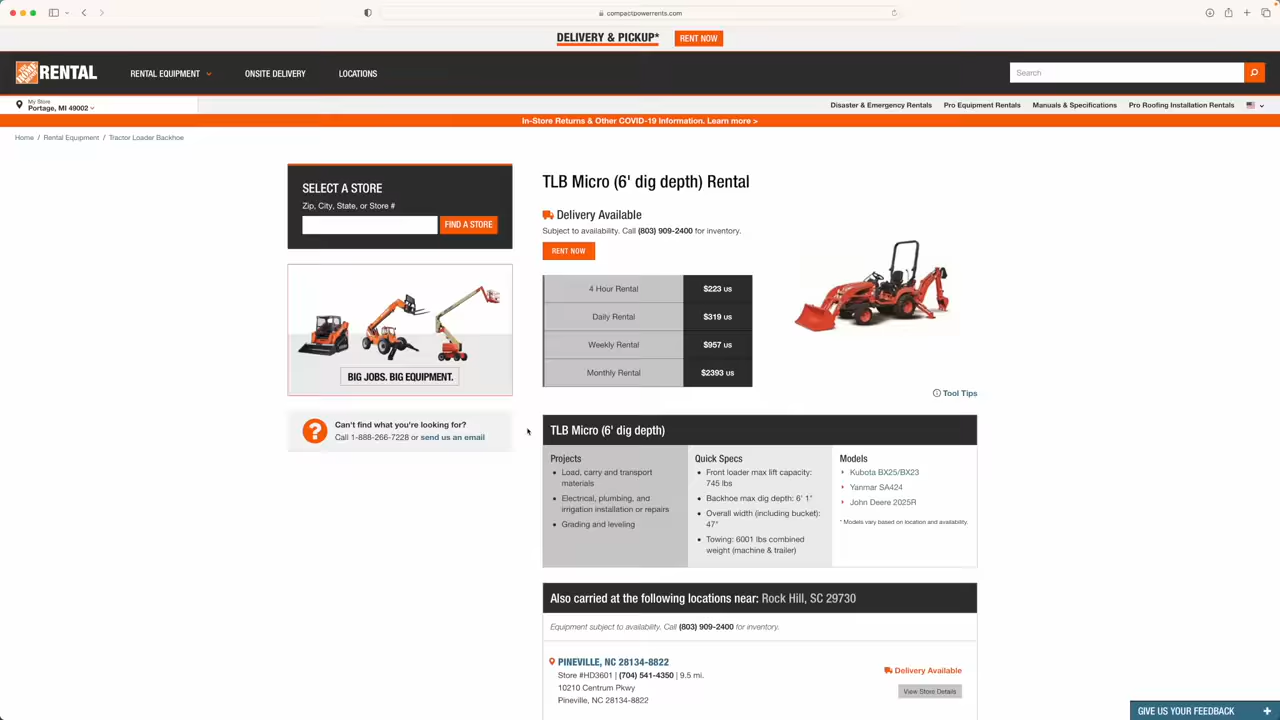 compactpowerrents.com
DELIVERY & PICKUP*
RENT NOW
RENTAL
RENTAL EQUIPMENT
ONSITE DELIVERY
LOCATIONS
Search
My Store
Portage, MI 49002
Disaster & Emergency Rentals
Pro Equipment Rentals
Manuals & Specifications
Pro Roofing Installation Rentals
In-Store Returns & Other COVID-19 Information. Learn more >
Home / Rental Equipment / Tractor Loader Backhoe
SELECT A STORE
Zip, City, State, or Store #
FIND A STORE
BIG JOBS. BIG EQUIPMENT.
?
Can't find what you're looking for?
Call 1-888-266-7228 or send us an email
TLB Micro (6' dig depth) Rental
Delivery Available
Subject to availability. Call (803) 909-2400 for inventory.
RENT NOW
4 Hour Rental $223 US
Daily Rental $319 US
Weekly Rental $957 US
Monthly Rental $2393 US
Tool Tips
TLB Micro (6' dig depth)
Projects
Load, carry and transport
materials
Electrical, plumbing, and
irrigation installation or repairs
Grading and leveling
Quick Specs
Front loader max lift capacity:
745 lbs
Backhoe max dig depth: 6' 1"
Overall width (including bucket):
47"
Towing: 6001 lbs combined
weight (machine & trailer)
Models
Kubota BX25/BX23
Yanmar SA424
John Deere 2025R
* Models vary based on location and availability.
Also carried at the following locations near: Rock Hill, SC 29730
Equipment subject to availability. Call (803) 909-2400 for inventory.
PINEVILLE, NC 28134-8822
Store #HD3601 | (704) 541-4350 | 9.5 mi.
10210 Centrum Pkwy
Pineville, NC 28134-8822
Delivery Available
View Store Details
GIVE US YOUR FEEDBACK +